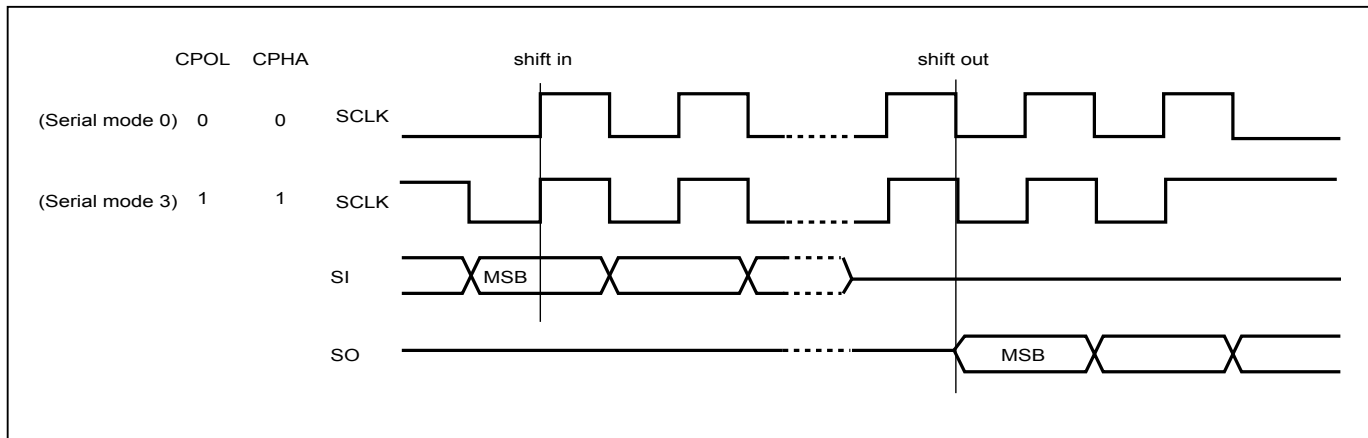 CPOL CPHA shift in shift out
(Serial mode 0) 0 0 SCLK
(Serial mode 3) 1 1 SCLK
SI MSB
SO MSB